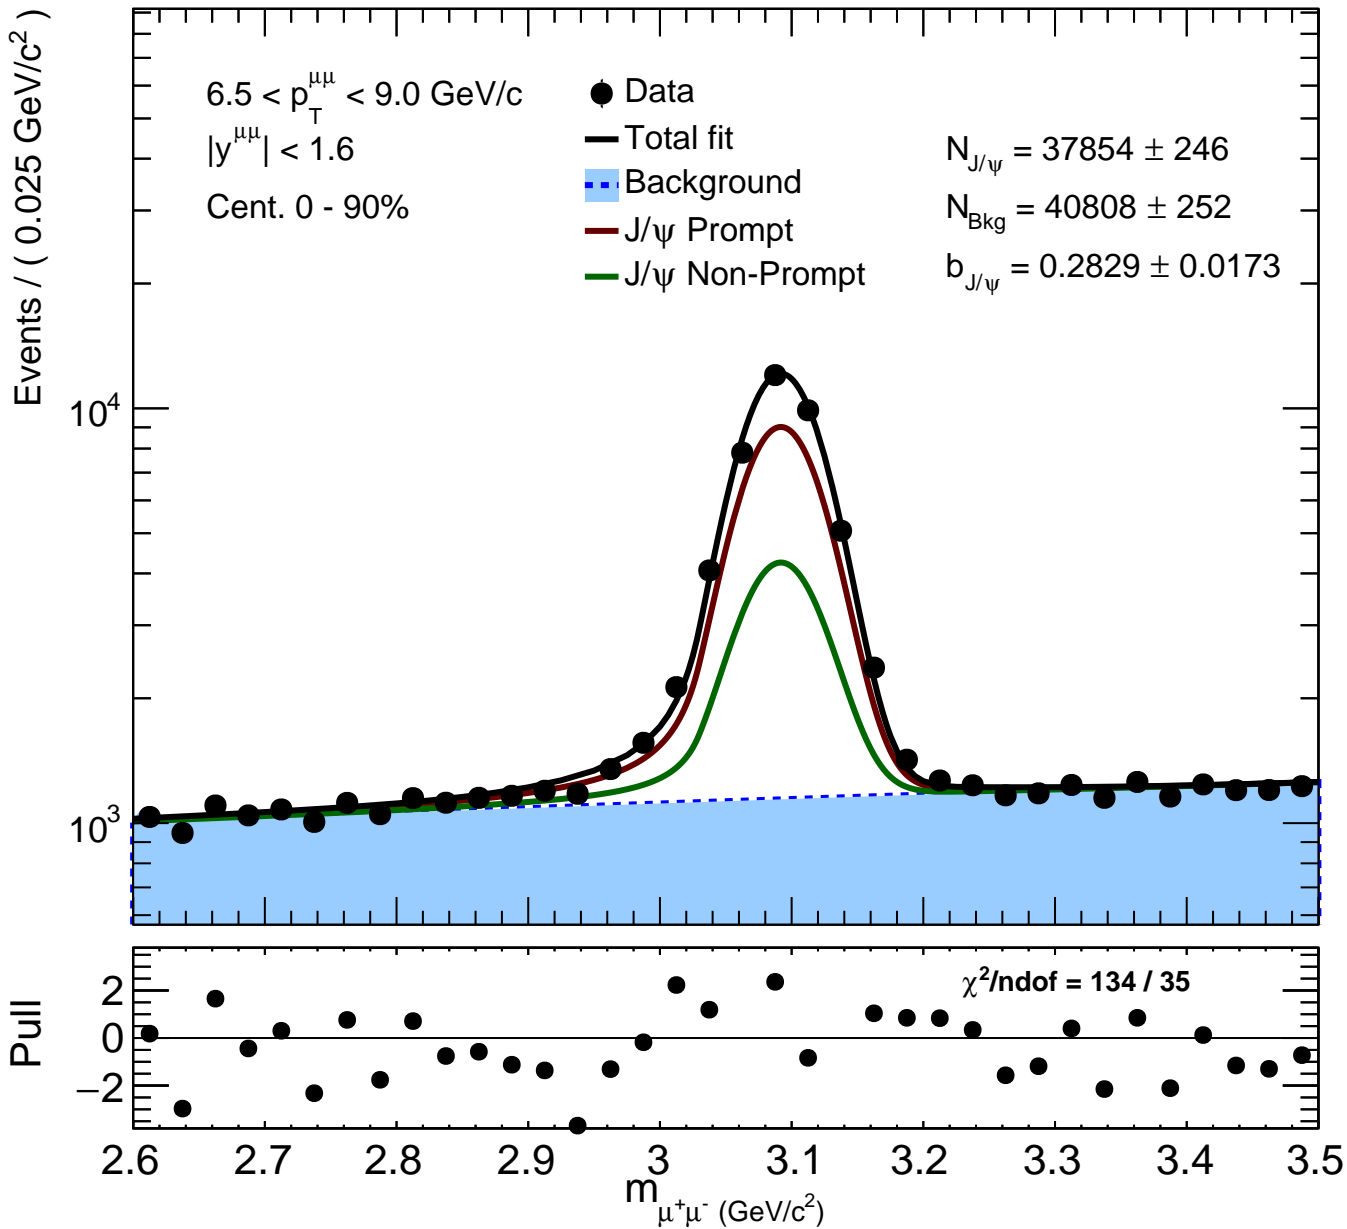 Events / ( 0.025 GeV/c²)
6.5 < p_T^μμ < 9.0 GeV/c
|y^μμ| < 1.6
Cent. 0 - 90%
Data
Total fit
Background
J/ψ Prompt
J/ψ Non-Prompt
N_J/ψ = 37854 ± 246
N_Bkg = 40808 ± 252
b_J/ψ = 0.2829 ± 0.0173
10⁴
10³
Pull
χ²/ndof = 134 / 35
2
0
−2
2.6 2.7 2.8 2.9 3 3.1 3.2 3.3 3.4 3.5
m_μ⁺μ⁻ (GeV/c²)